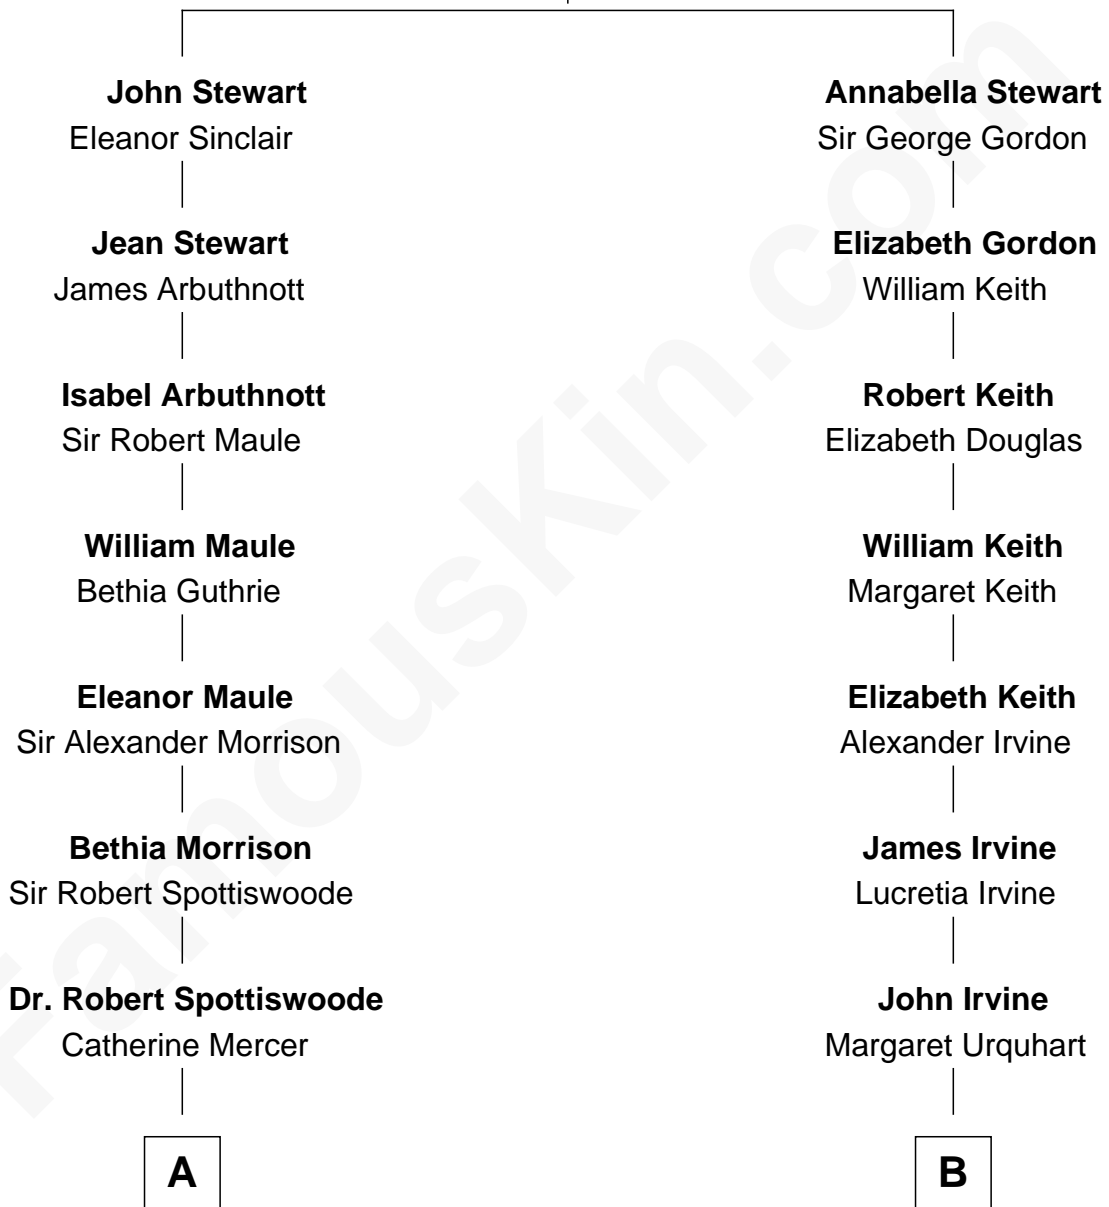 John Stewart
Eleanor Sinclair
Jean Stewart
James Arbuthnott
Isabel Arbuthnott
Sir Robert Maule
William Maule
Bethia Guthrie
Eleanor Maule
Sir Alexander Morrison
Bethia Morrison
Sir Robert Spottiswoode
Dr. Robert Spottiswoode
Catherine Mercer
A
Annabella Stewart
Sir George Gordon
Elizabeth Gordon
William Keith
Robert Keith
Elizabeth Douglas
William Keith
Margaret Keith
Elizabeth Keith
Alexander Irvine
James Irvine
Lucretia Irvine
John Irvine
Margaret Urquhart
B
FamousKin.com